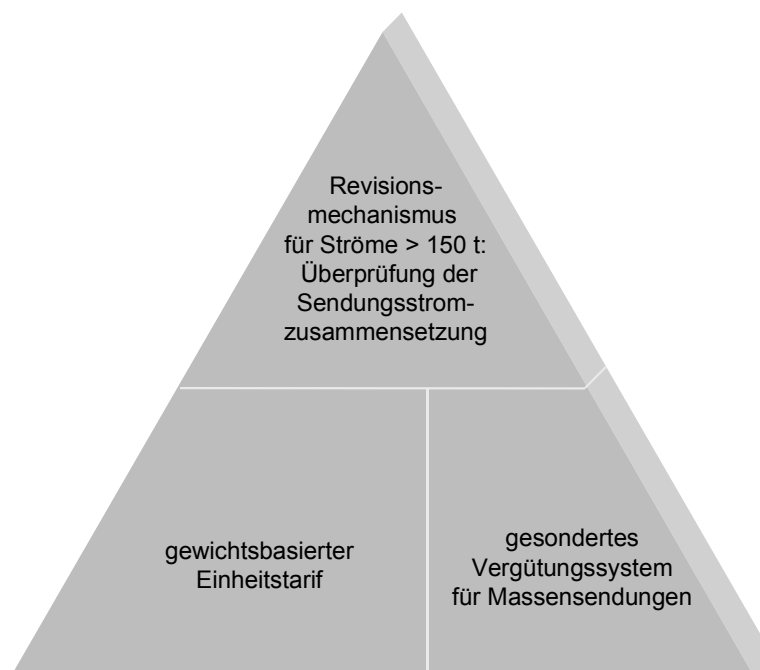 Revisions-
mechanismus
für Ströme > 150 t:
Überprüfung der
Sendungsstrom-
zusammensetzung
gewichtsbasierter
Einheitstarif
gesondertes
Vergütungssystem
für Massensendungen